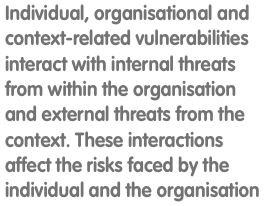 Individual, organisational and
context-related vulnerabilities
interact with internal threats
from within the organisation
and external threats from the
context. These interactions
affect the risks faced by the
individual and the organisation